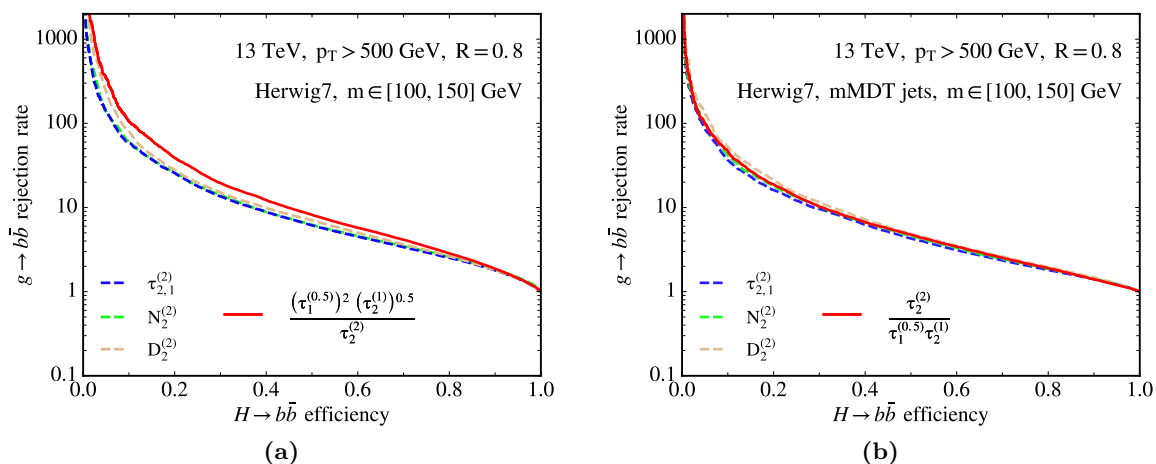 1000
100
10
1
0.1
g → bb̄ rejection rate
13 TeV, p_T > 500 GeV, R = 0.8
Herwig7, m ∈ [100, 150] GeV
τ_{2,1}^{(2)}
N_2^{(2)}
D_2^{(2)}
(τ_1^{(0.5)})^2 (τ_2^{(1)})^{0.5}
τ_2^{(2)}
0.0 0.2 0.4 0.6 0.8 1.0
H → bb̄ efficiency
(a)
1000
100
10
1
0.1
g → bb̄ rejection rate
13 TeV, p_T > 500 GeV, R = 0.8
Herwig7, mMDT jets, m ∈ [100, 150] GeV
τ_{2,1}^{(2)}
N_2^{(2)}
D_2^{(2)}
τ_2^{(2)}
τ_1^{(0.5)} τ_2^{(1)}
0.0 0.2 0.4 0.6 0.8 1.0
H → bb̄ efficiency
(b)